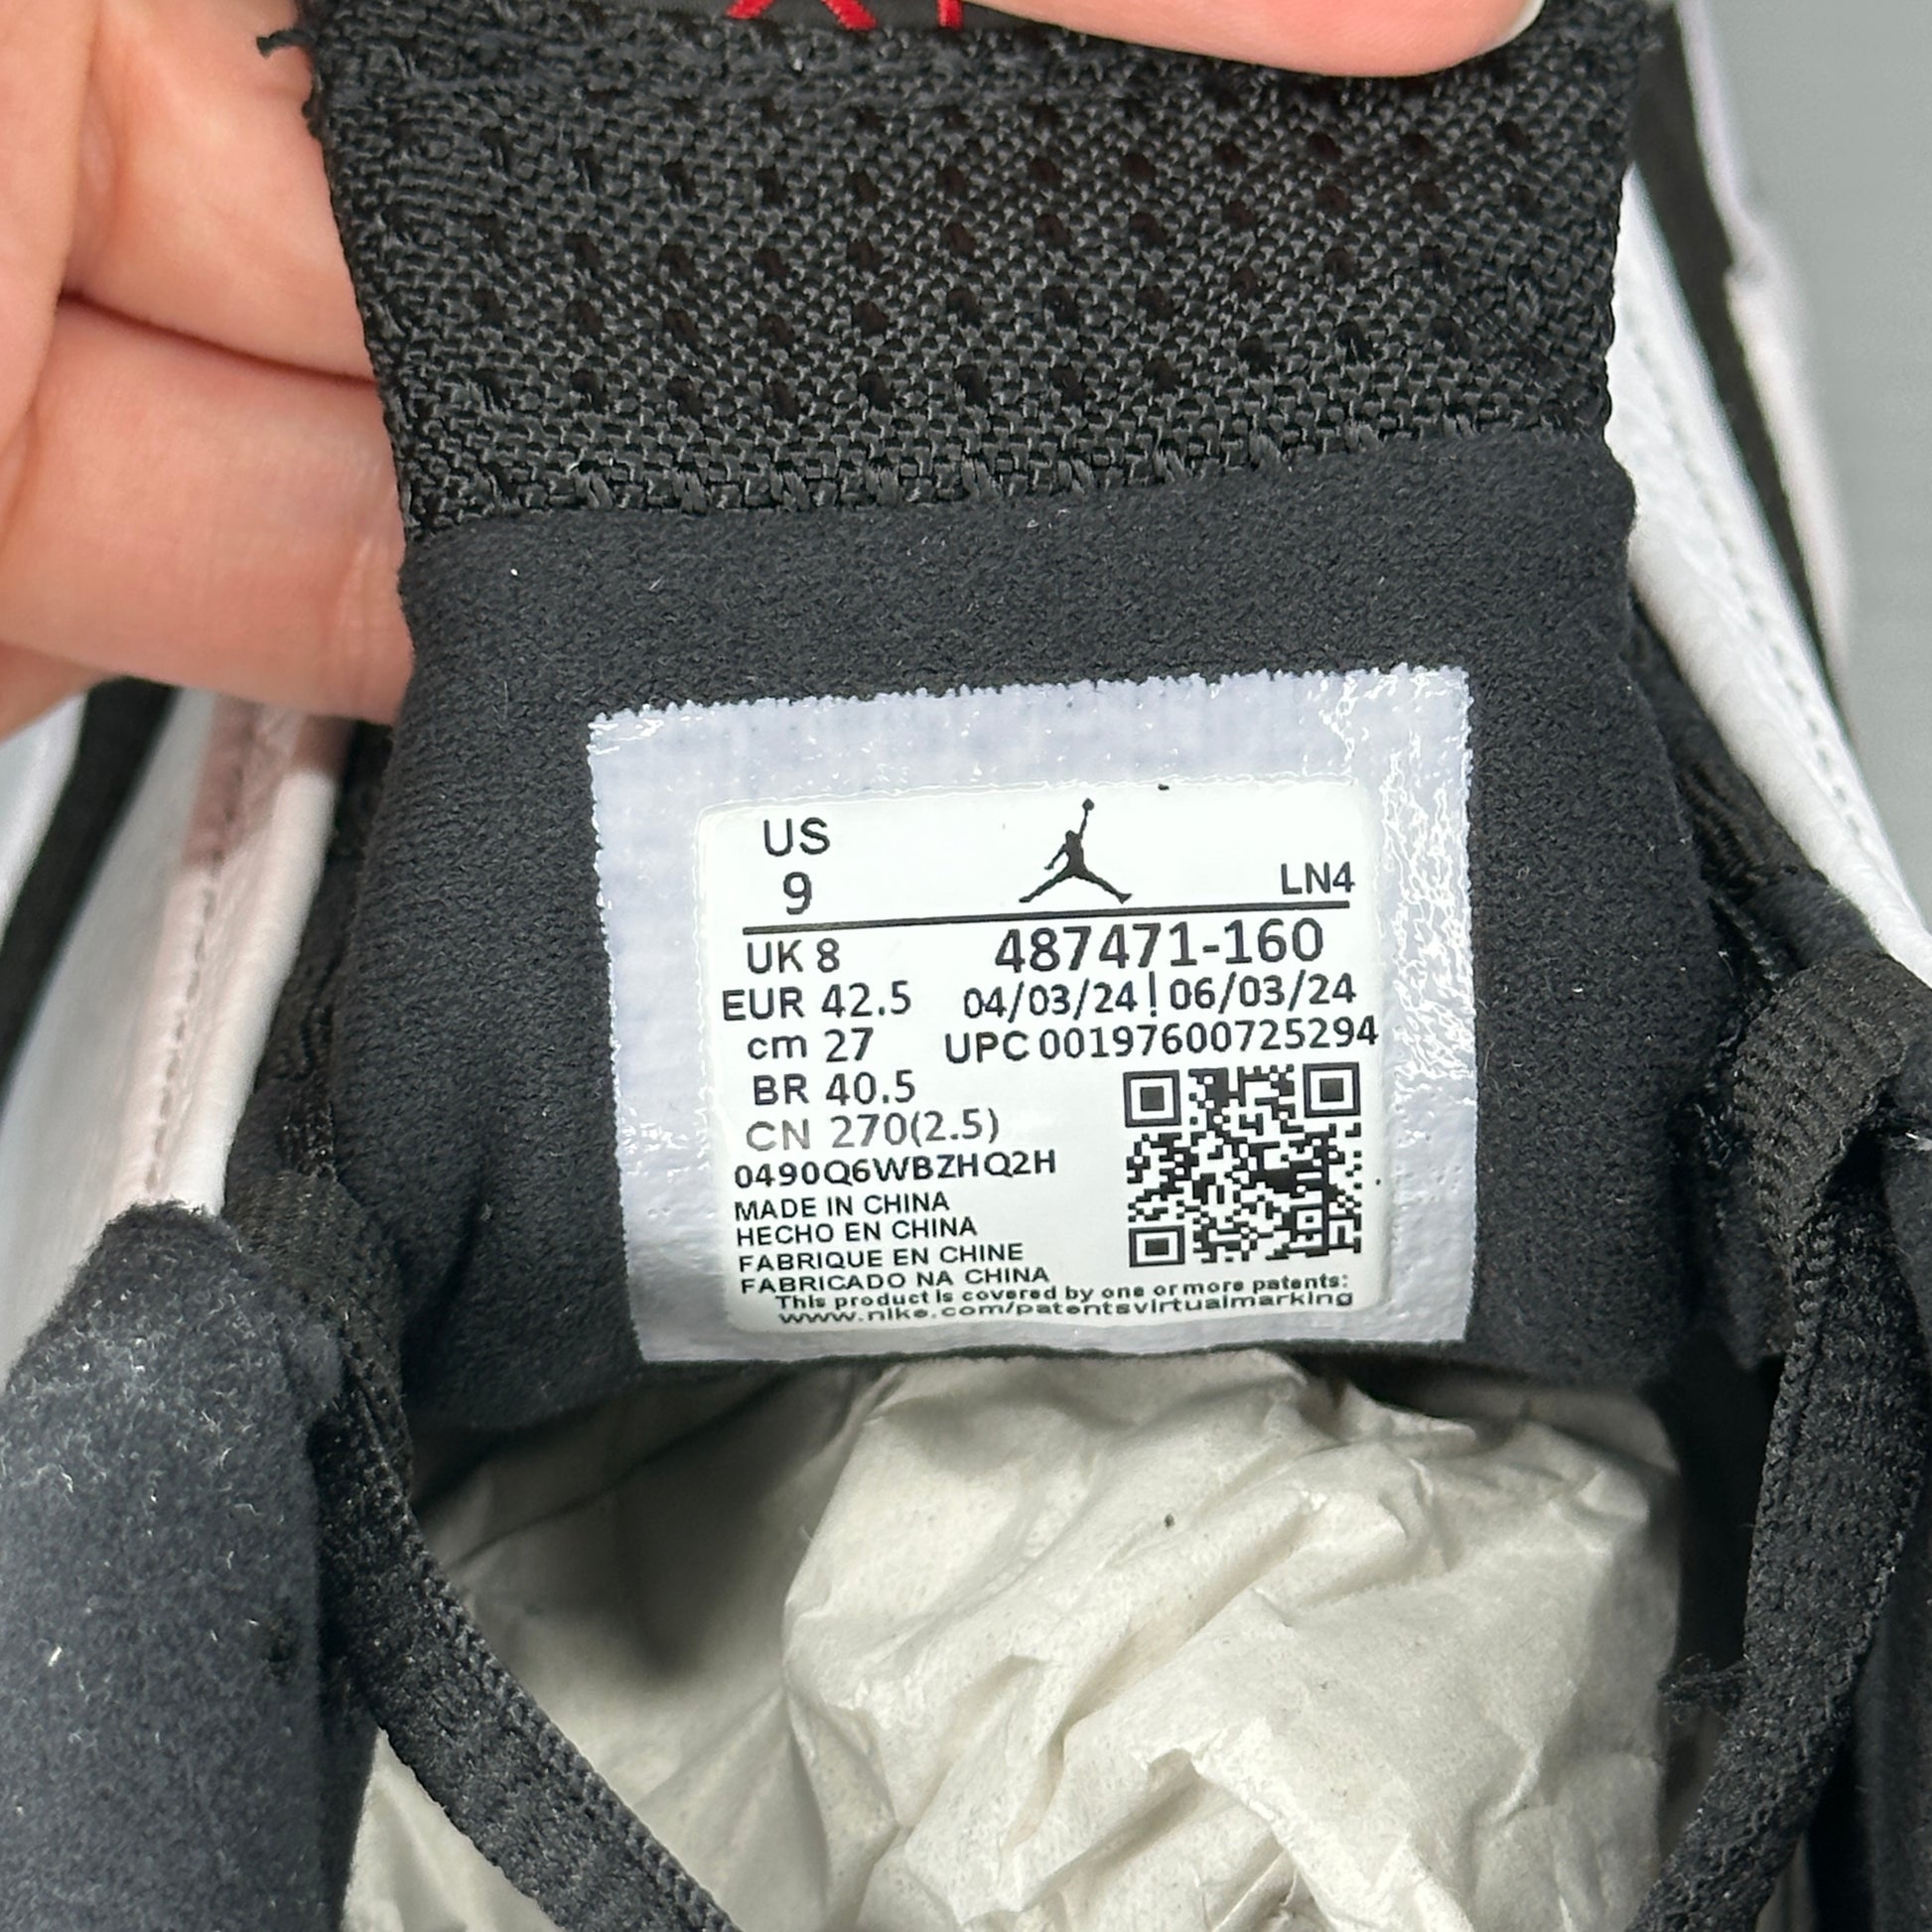 US
9
LN4
UK 8
487471-160
EUR 42.5
04/03/24 | 06/03/24
cm 27
UPC 00197600725294
BR 40.5
CN 270(2.5)
0490Q6WBZHQ2H
MADE IN CHINA
HECHO EN CHINA
FABRIQUE EN CHINE
FABRICADO NA CHINA
This product is covered by one or more patents:
www.nike.com/patentsvirtualmarking